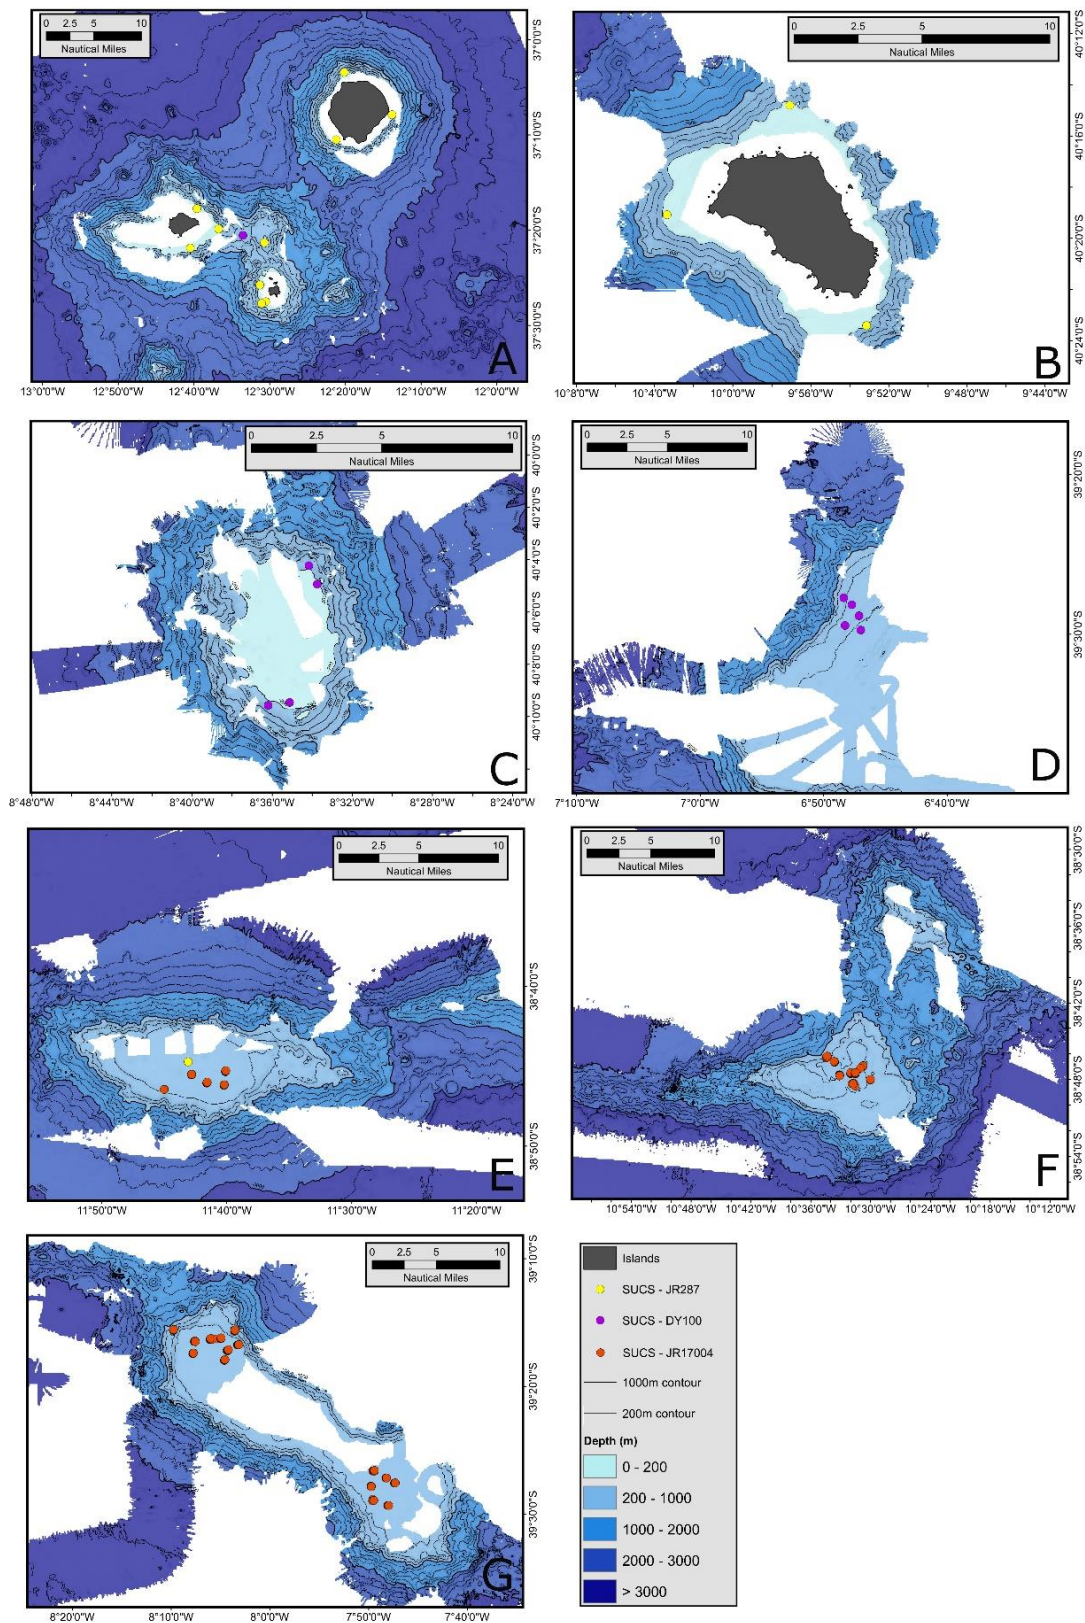 0 2.5 5 10
Nautical Miles
37°0'0"S
37°10'0"S
37°20'0"S
37°30'0"S
A
13°0'0"W 12°50'0"W 12°40'0"W 12°30'0"W 12°20'0"W 12°10'0"W 12°0'0"W
0 2.5 5 10
Nautical Miles
40°12'0"S
40°16'0"S
40°20'0"S
40°24'0"S
B
10°8'0"W 10°4'0"W 10°0'0"W 9°56'0"W 9°52'0"W 9°48'0"W 9°44'0"W
0 2.5 5 10
Nautical Miles
40°0'0"S
40°2'0"S
40°4'0"S
40°6'0"S
40°8'0"S
40°10'0"S
C
8°48'0"W 8°44'0"W 8°40'0"W 8°36'0"W 8°32'0"W 8°28'0"W 8°24'0"W
0 2.5 5 10
Nautical Miles
39°20'0"S
39°30'0"S
D
7°10'0"W 7°0'0"W 6°50'0"W 6°40'0"W
0 2.5 5 10
Nautical Miles
38°40'0"S
38°50'0"S
E
11°50'0"W 11°40'0"W 11°30'0"W 11°20'0"W
0 2.5 5 10
Nautical Miles
38°30'0"S
38°36'0"S
38°42'0"S
38°48'0"S
38°54'0"S
F
10°54'0"W 10°48'0"W 10°42'0"W 10°36'0"W 10°30'0"W 10°24'0"W 10°18'0"W 10°12'0"W
0 2.5 5 10
Nautical Miles
39°10'0"S
39°20'0"S
39°30'0"S
G
8°20'0"W 8°10'0"W 8°0'0"W 7°50'0"W 7°40'0"W
Islands
SUCS - JR287
SUCS - DY100
SUCS - JR17004
1000m contour
200m contour
Depth (m)
0 - 200
200 - 1000
1000 - 2000
2000 - 3000
> 3000